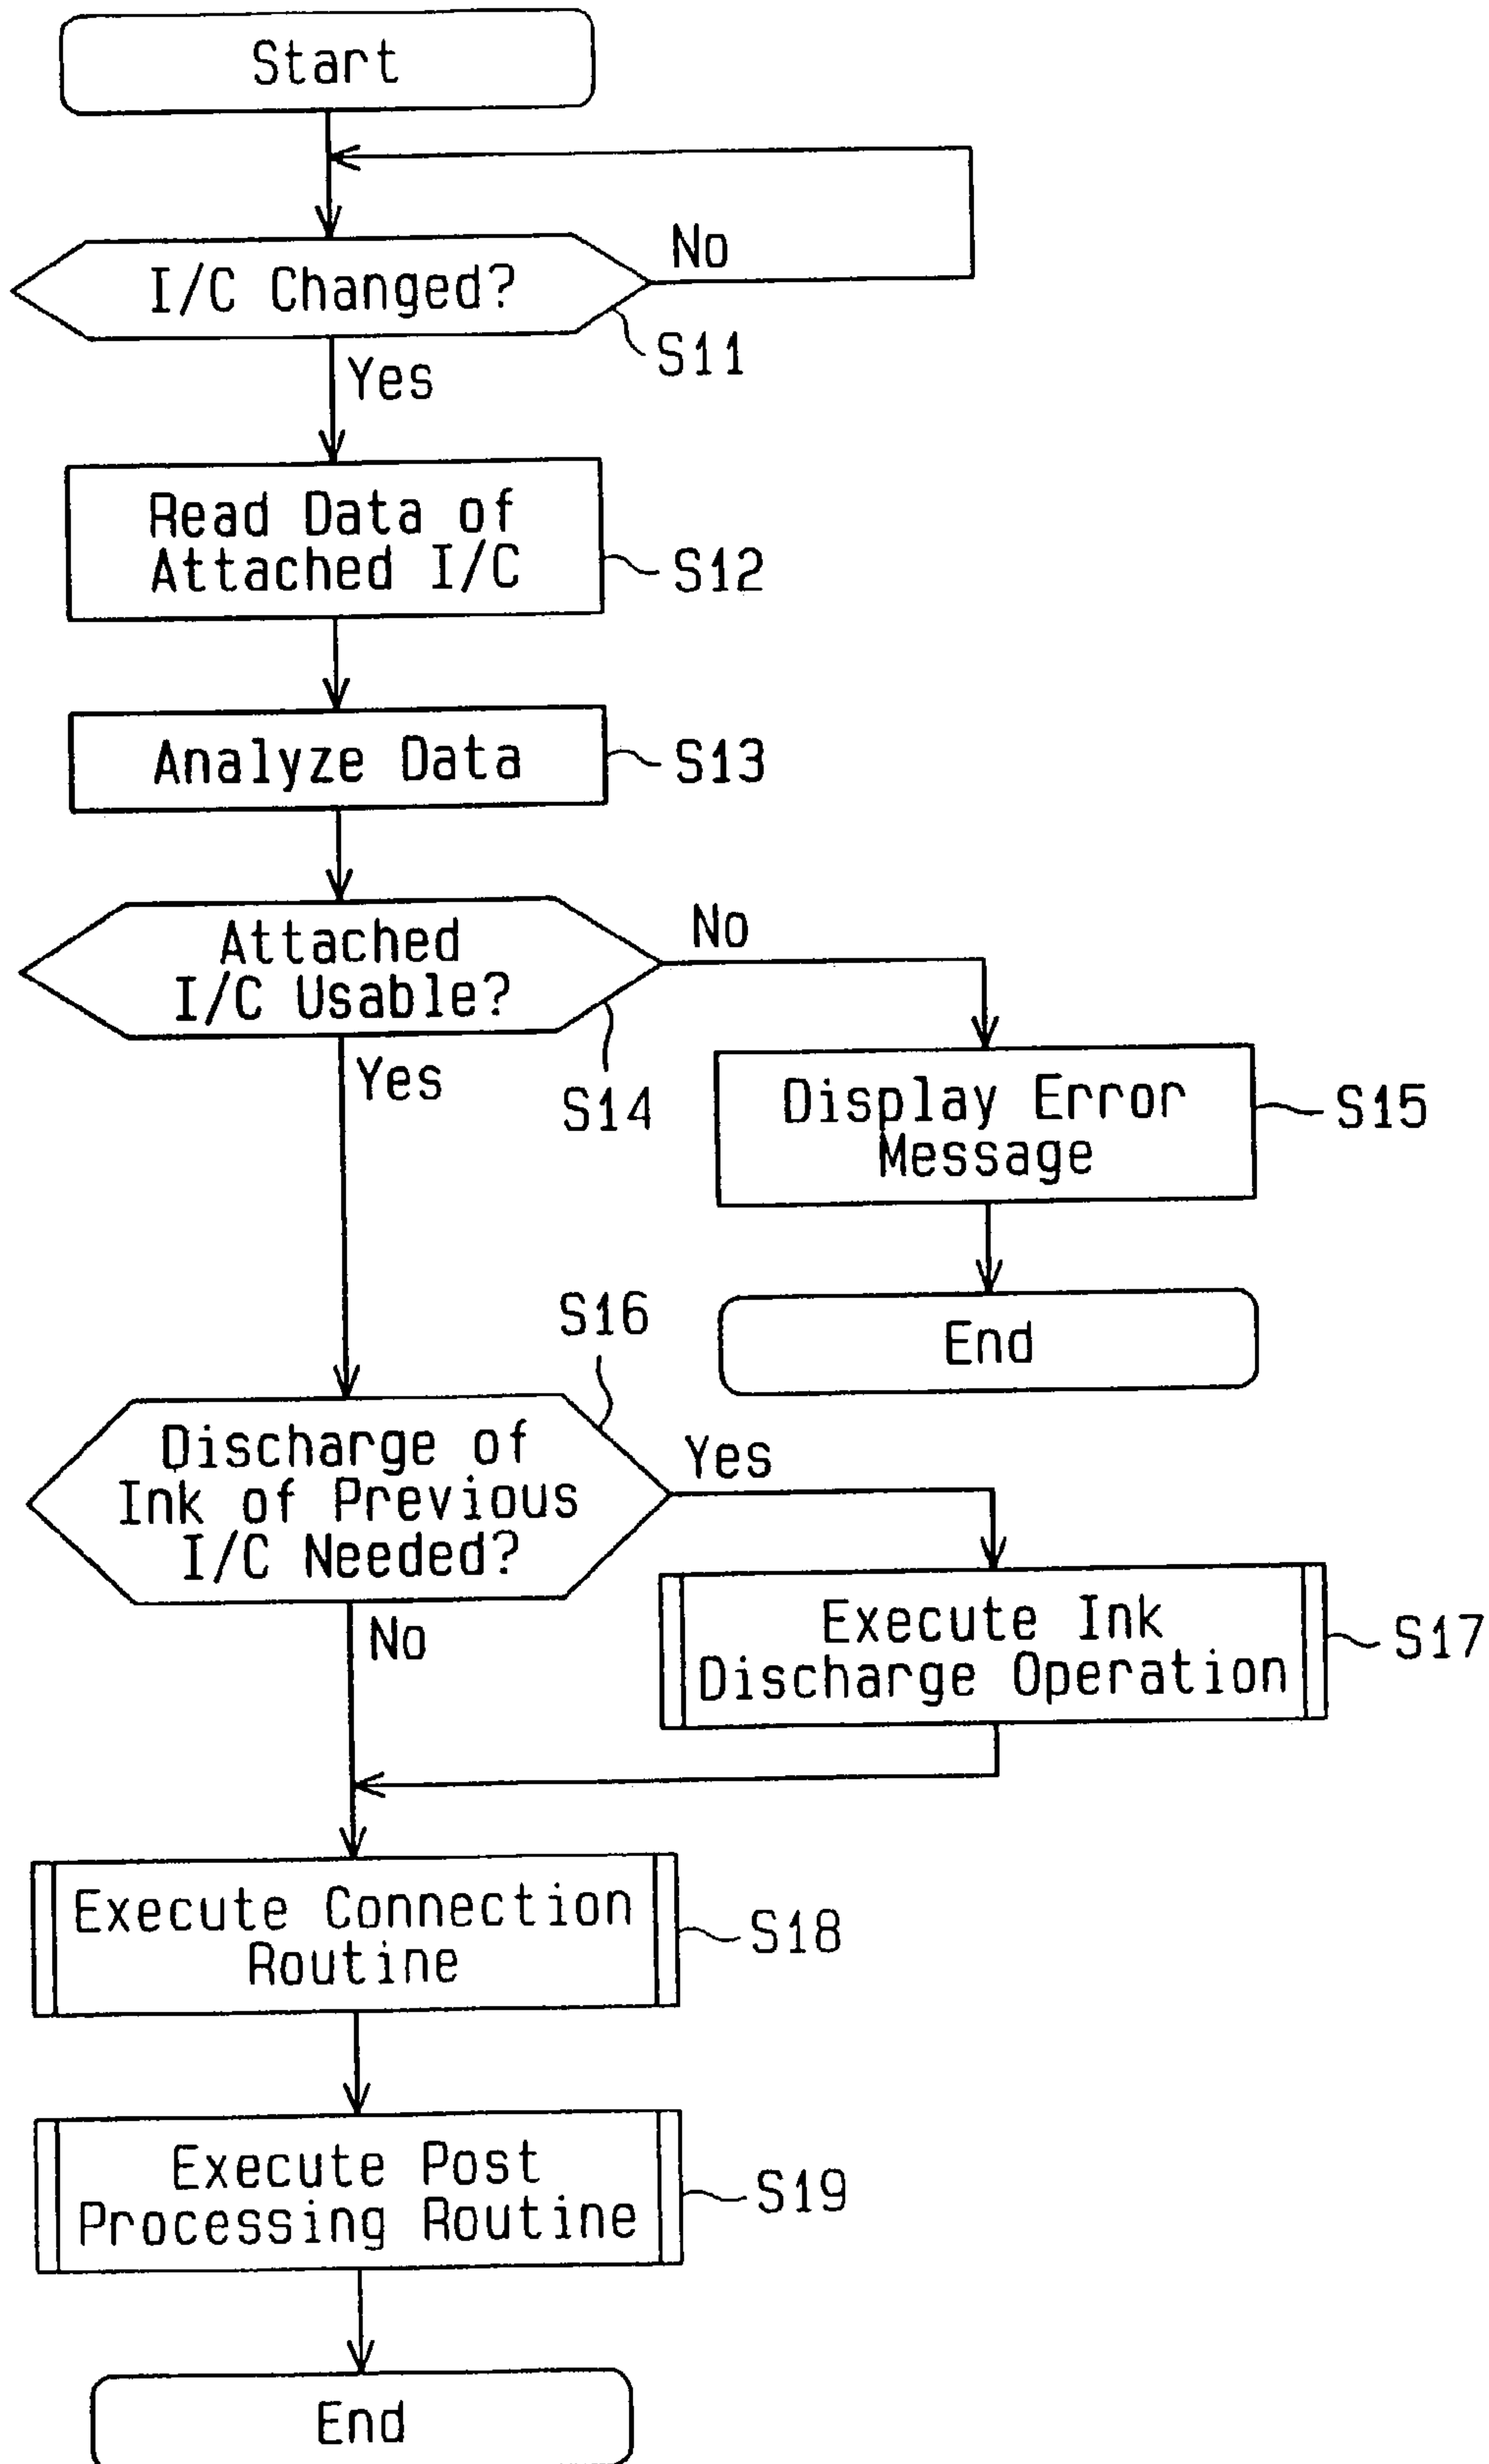 Start
I/C Changed?
No
S11
Yes
Read Data of
Attached I/C
S12
Analyze Data
S13
Attached
I/C Usable?
No
S14
Yes
Display Error
Message
S15
End
S16
Discharge of
Ink of Previous
I/C Needed?
Yes
No
Execute Ink
Discharge Operation
S17
Execute Connection
Routine
S18
Execute Post
Processing Routine
S19
End